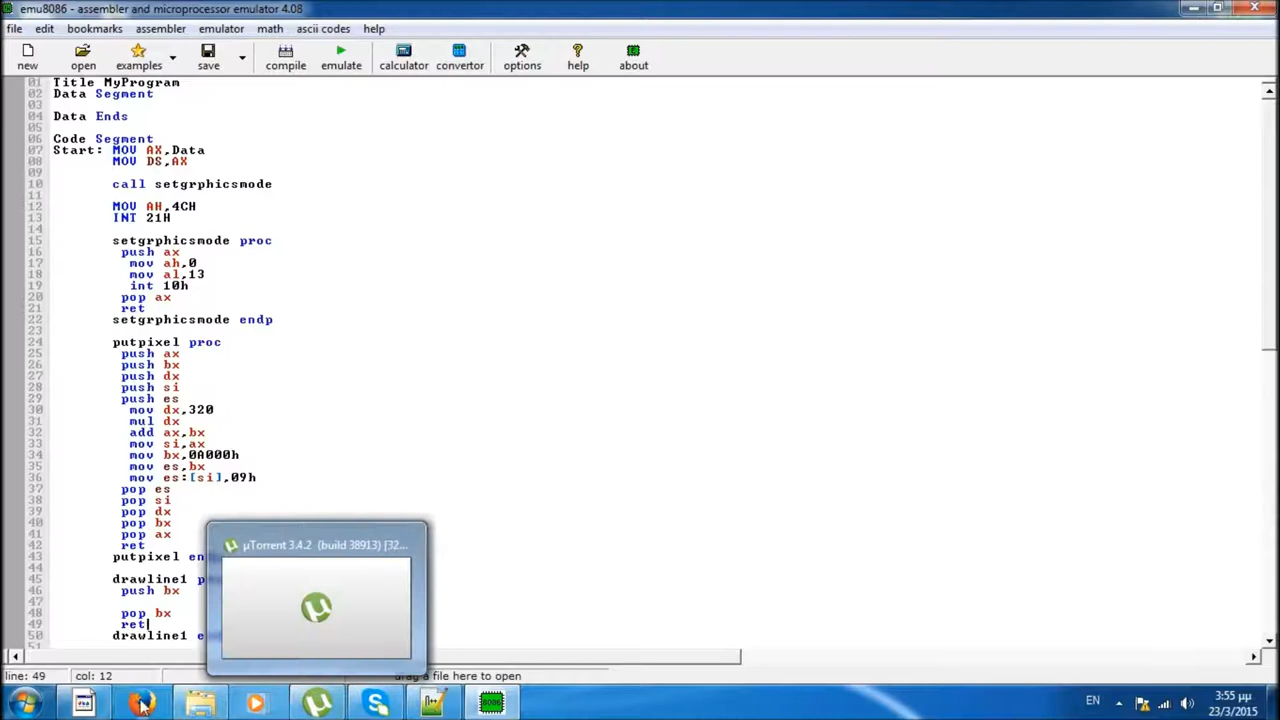 emu8086 - assembler and microprocessor emulator 4.08
file edit bookmarks assembler emulator math ascii codes help
new open examples save compile emulate calculator convertor options help about
01 Title MyProgram
02 Data Segment
03
04 Data Ends
05
06 Code Segment
07 Start: MOV AX,Data
08 MOV DS,AX
09
10 call setgrphicsmode
11
12 MOV AH,4CH
13 INT 21H
14
15 setgrphicsmode proc
16 push ax
17 mov ah,0
18 mov al,13
19 int 10h
20 pop ax
21 ret
22 setgrphicsmode endp
23
24 putpixel proc
25 push ax
26 push bx
27 push dx
28 push si
29 push es
30 mov dx,320
31 mul dx
32 add ax,bx
33 mov si,ax
34 mov bx,0A000h
35 mov es,bx
36 mov es:[si],09h
37 pop es
38 pop si
39 pop dx
40 pop bx
41 pop ax
42 ret
43 putpixel en
44
45 drawline1 p
46 push bx
47
48 pop bx
49 ret
50 drawline1 e
51
µTorrent 3.4.2 (build 38913) [32...
line: 49 col: 12 drag a file here to open
8086
EN
3:55 μμ
23/3/2015